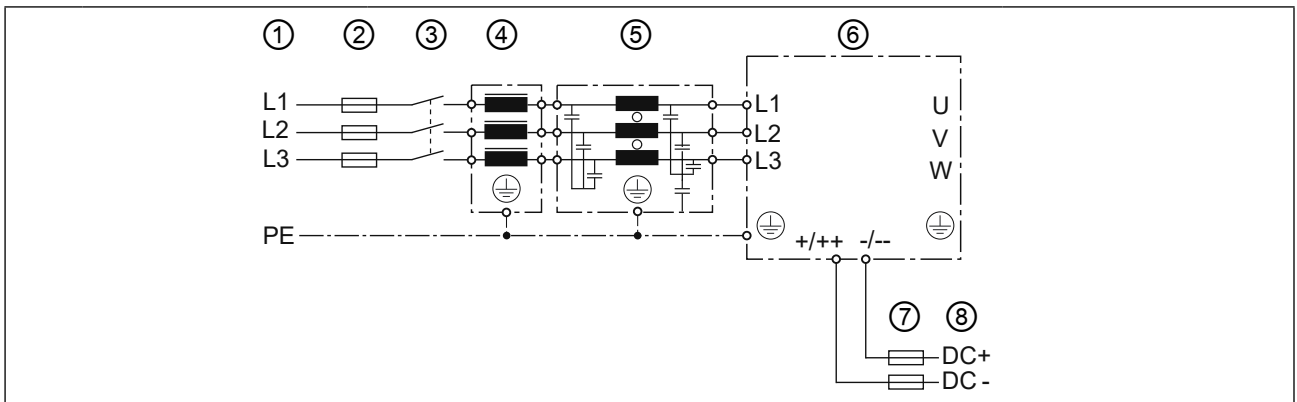 ① ② ③ ④ ⑤ ⑥
L1 L1 U
L2 L2 V
L3 L3 W
PE
+/++ -/--
⑦ ⑧
DC+
DC -